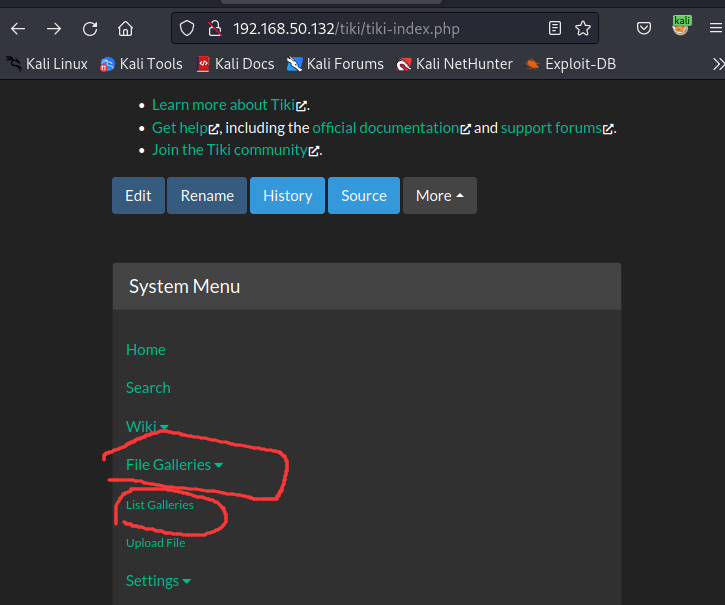 192.168.50.132/tiki/tiki-index.php
kali
Kali Linux Kali Tools Kali Docs Kali Forums Kali NetHunter Exploit-DB
Learn more about Tiki.
Get help, including the official documentation and support forums.
Join the Tiki community.
Edit Rename History Source More
System Menu
Home
Search
Wiki
File Galleries
List Galleries
Upload File
Settings